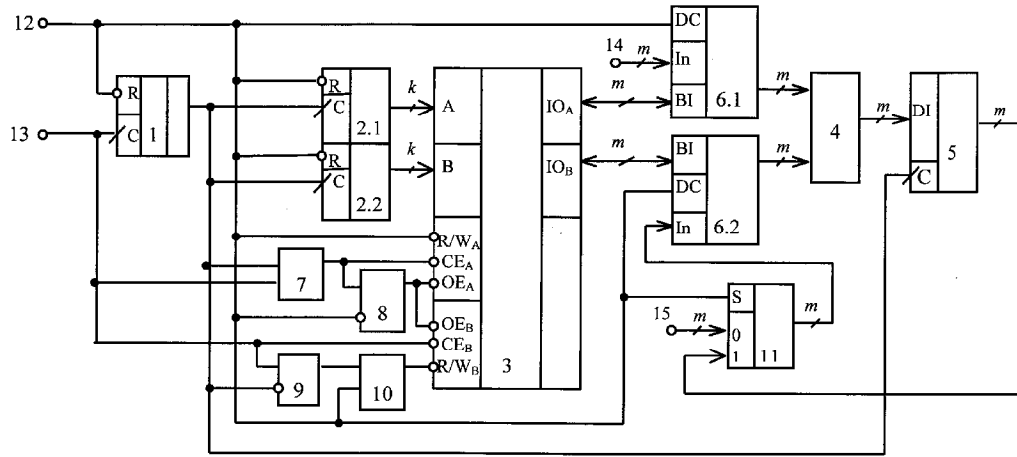 12
14
m
DC
In
BI
6.1
m
4
m
DI
5
C
m
R
C
1
13
R
C
2.1
k
A
IO_A
m
R
C
2.2
k
B
IO_B
m
BI
DC
In
6.2
m
R/W_A
CE_A
OE_A
7
8
OE_B
CE_B
R/W_B
3
9
10
15
m
S
0
1
11
m